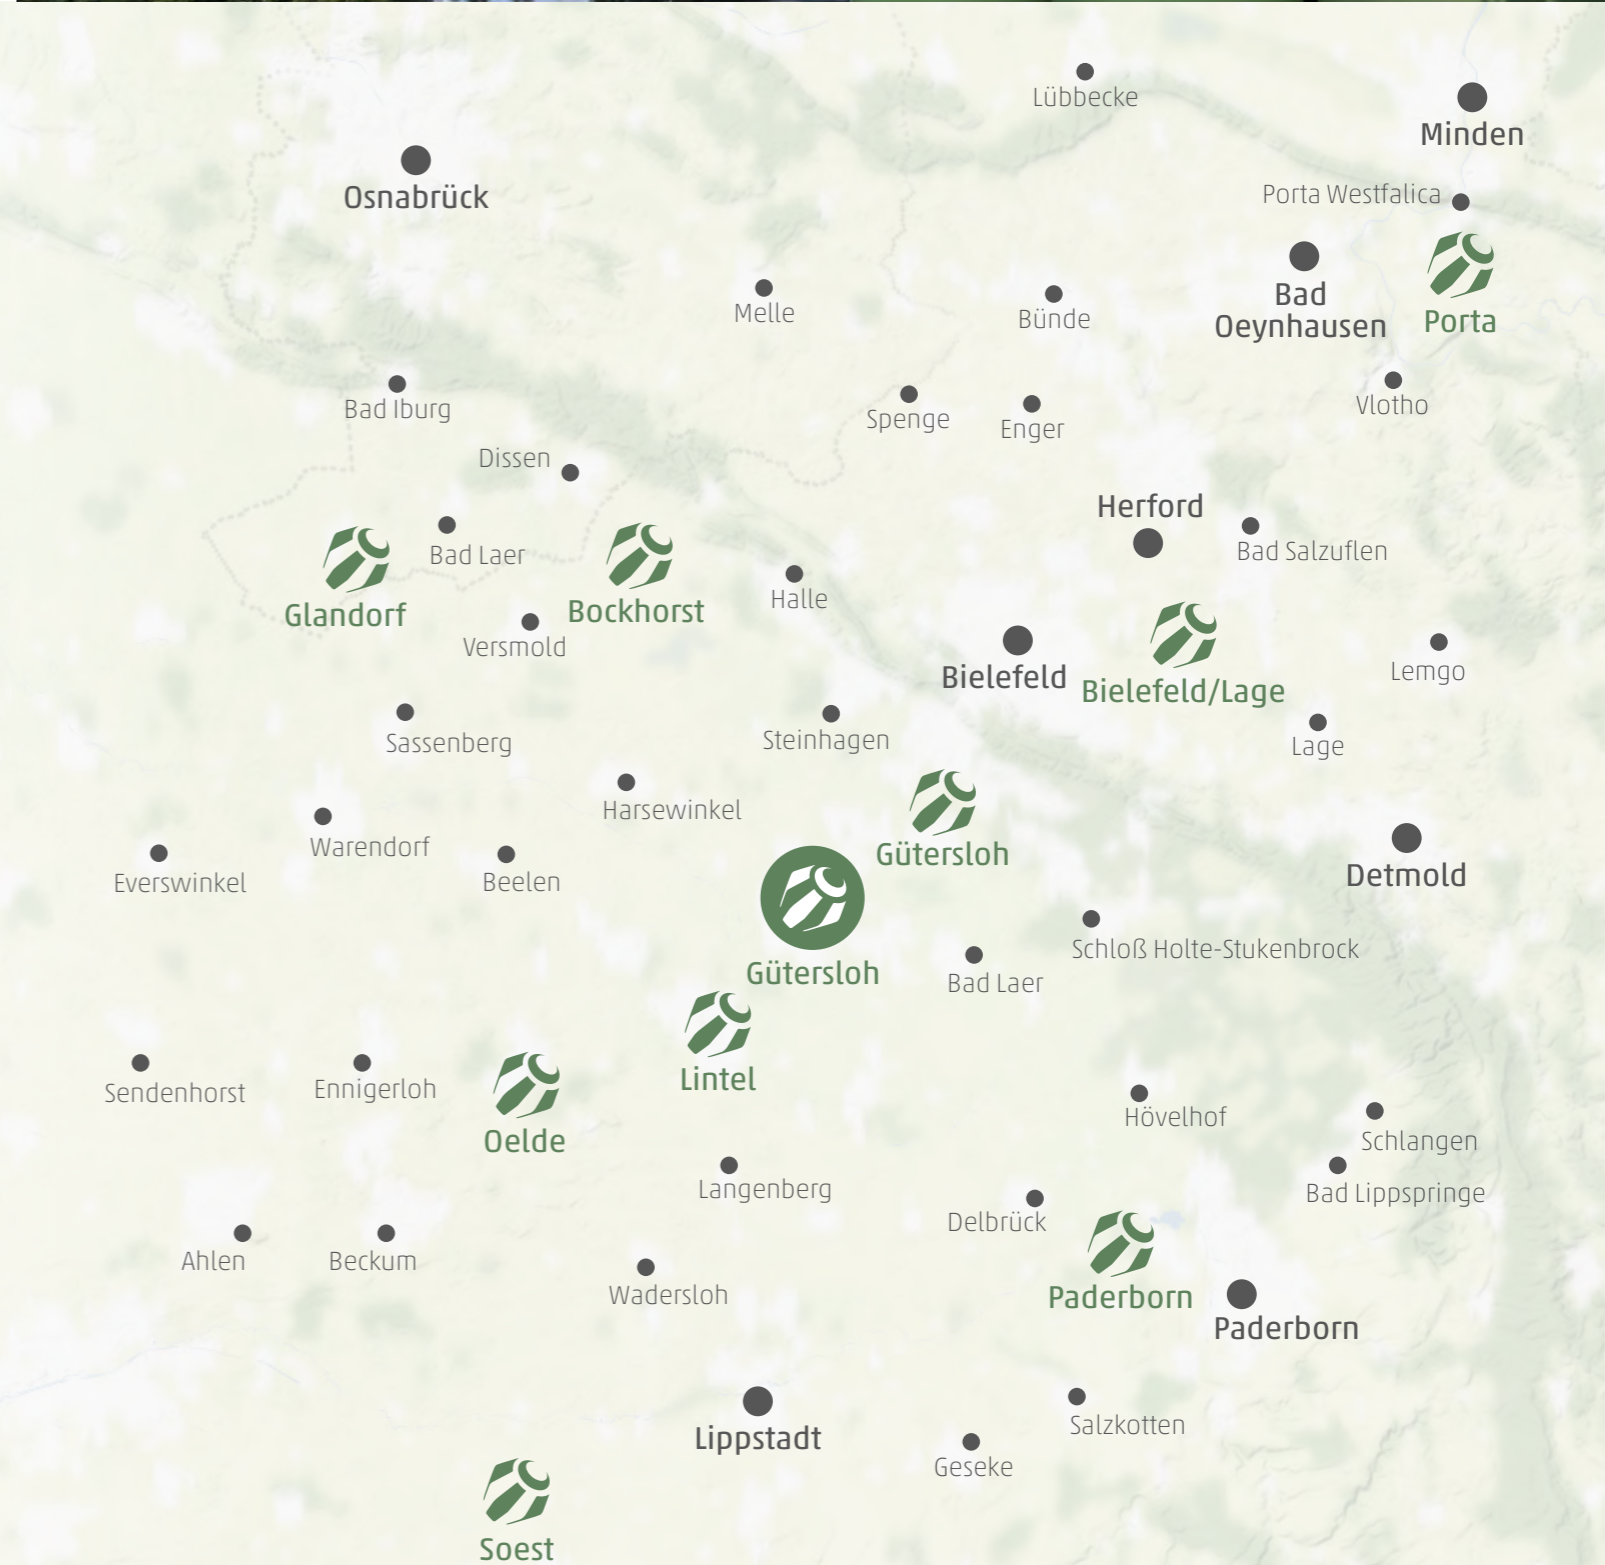 Lübbecke
Minden
Osnabrück
Porta Westfalica
Melle
Bünde
Bad
Oeynhausen
Porta
Bad Iburg
Spenge
Enger
Vlotho
Dissen
Herford
Bad Laer
Bad Salzuflen
Glandorf
Bockhorst
Halle
Versmold
Bielefeld
Bielefeld/Lage
Lemgo
Sassenberg
Steinhagen
Lage
Harsewinkel
Warendorf
Gütersloh
Everswinkel
Beelen
Detmold
Schloß Holte-Stukenbrock
Gütersloh
Bad Laer
Lintel
Sendenhorst
Ennigerloh
Oelde
Hövelhof
Schlangen
Langenberg
Bad Lippspringe
Delbrück
Ahlen
Beckum
Wadersloh
Paderborn
Paderborn
Lippstadt
Salzkotten
Geseke
Soest